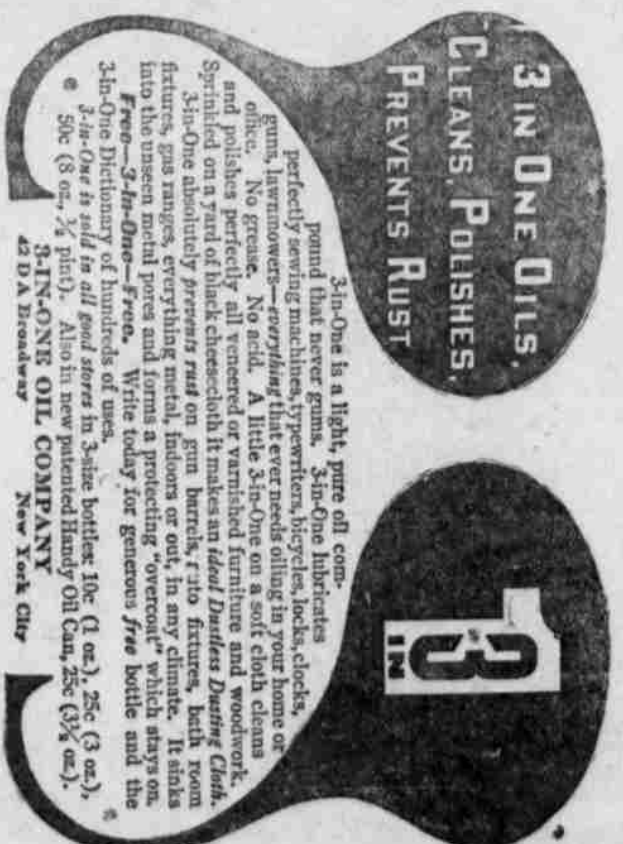 3 IN ONE OILS,
CLEANS, POLISHES,
PREVENTS RUST
3
IN
1
3-in-One is a light, pure oil com-
pound that never gums. 3-in-One lubricates
perfectly sewing machines, typewriters, bicycles, locks, clocks,
guns, lawnmowers—everything that ever needs oiling in your home or
office. No grease. No acid. A little 3-in-One on a soft cloth cleans
and polishes perfectly all veneered or varnished furniture and woodwork.
Sprinkled on a yard of black cheesecloth it makes an ideal Dustless Dusting Cloth.
3-in-One absolutely prevents rust on gun barrels, auto fixtures, bath room
fixtures, gas ranges, everything metal, indoors or out, in any climate. It sinks
into the unseen metal pores and forms a protecting "overcoat" which stays on.
Free—3-in-One—Free. Write today for generous free bottle and the
3-in-One Dictionary of hundreds of uses.
3-in-One is sold in all good stores in 3-size bottles: 10c (1 oz.), 25c (3 oz.),
50c (8 oz., ½ pint). Also in new patented Handy Oil Can, 25c (3½ oz.).
3-IN-ONE OIL COMPANY
42 D A Broadway New York City